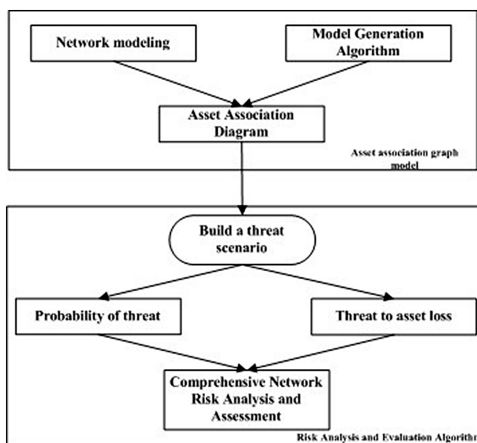 Network modeling
Model Generation
Algorithm
Asset Association
Diagram
Asset association graph
model
Build a threat
scenario
Probability of threat
Threat to asset loss
Comprehensive Network
Risk Analysis and
Assessment
Risk Analysis and Evaluation Algorithm